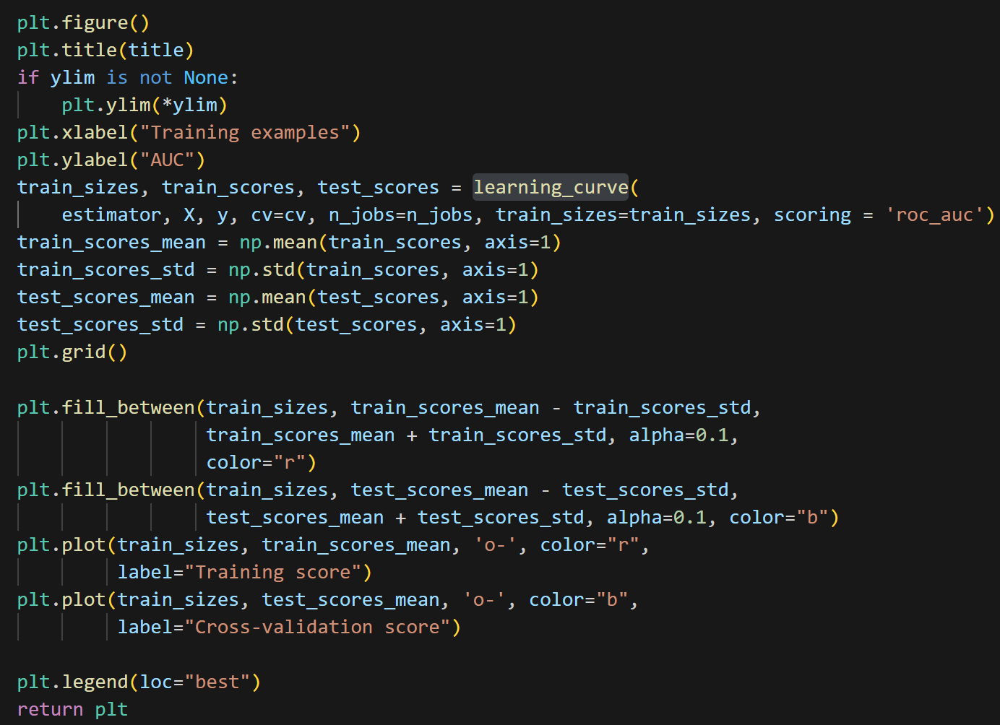 plt.figure()
plt.title(title)
if ylim is not None:
    plt.ylim(*ylim)
plt.xlabel("Training examples")
plt.ylabel("AUC")
train_sizes, train_scores, test_scores = learning_curve(
    estimator, X, y, cv=cv, n_jobs=n_jobs, train_sizes=train_sizes, scoring = 'roc_auc')
train_scores_mean = np.mean(train_scores, axis=1)
train_scores_std = np.std(train_scores, axis=1)
test_scores_mean = np.mean(test_scores, axis=1)
test_scores_std = np.std(test_scores, axis=1)
plt.grid()

plt.fill_between(train_sizes, train_scores_mean - train_scores_std,
                 train_scores_mean + train_scores_std, alpha=0.1,
                 color="r")
plt.fill_between(train_sizes, test_scores_mean - test_scores_std,
                 test_scores_mean + test_scores_std, alpha=0.1, color="b")
plt.plot(train_sizes, train_scores_mean, 'o-', color="r",
         label="Training score")
plt.plot(train_sizes, test_scores_mean, 'o-', color="b",
         label="Cross-validation score")

plt.legend(loc="best")
return plt